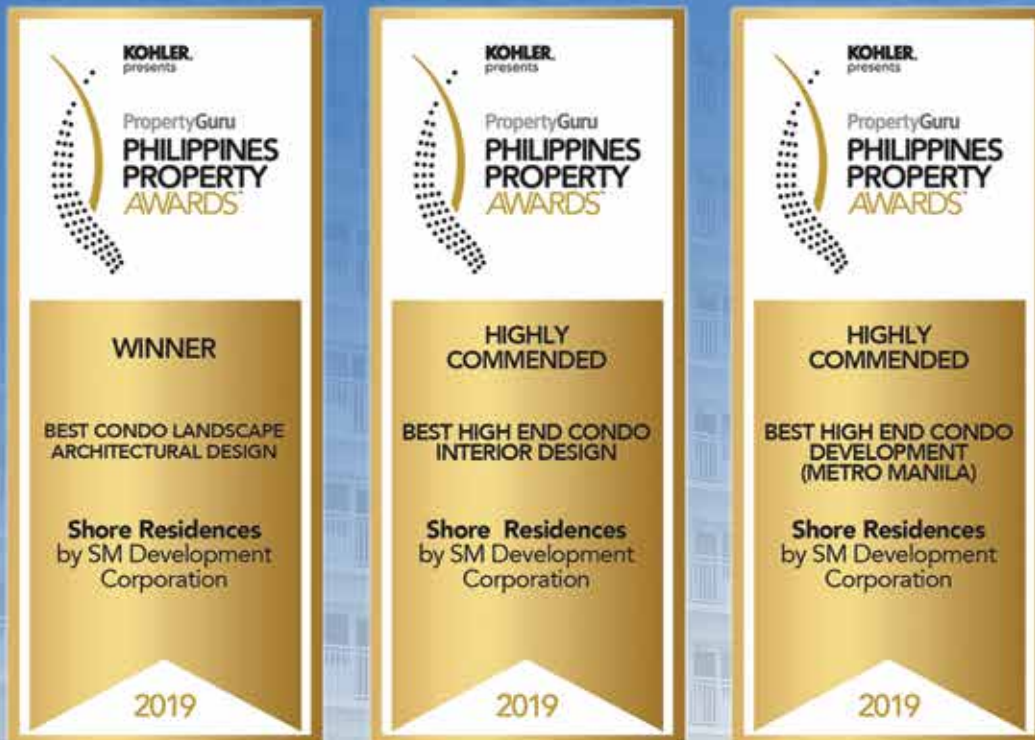 KOHLER.
presents
PropertyGuru
PHILIPPINES
PROPERTY
AWARDS™
WINNER
BEST CONDO LANDSCAPE
ARCHITECTURAL DESIGN
Shore Residences
by SM Development
Corporation
2019
KOHLER.
presents
PropertyGuru
PHILIPPINES
PROPERTY
AWARDS™
HIGHLY
COMMENDED
BEST HIGH END CONDO
INTERIOR DESIGN
Shore Residences
by SM Development
Corporation
2019
KOHLER.
presents
PropertyGuru
PHILIPPINES
PROPERTY
AWARDS™
HIGHLY
COMMENDED
BEST HIGH END CONDO
DEVELOPMENT
(METRO MANILA)
Shore Residences
by SM Development
Corporation
2019